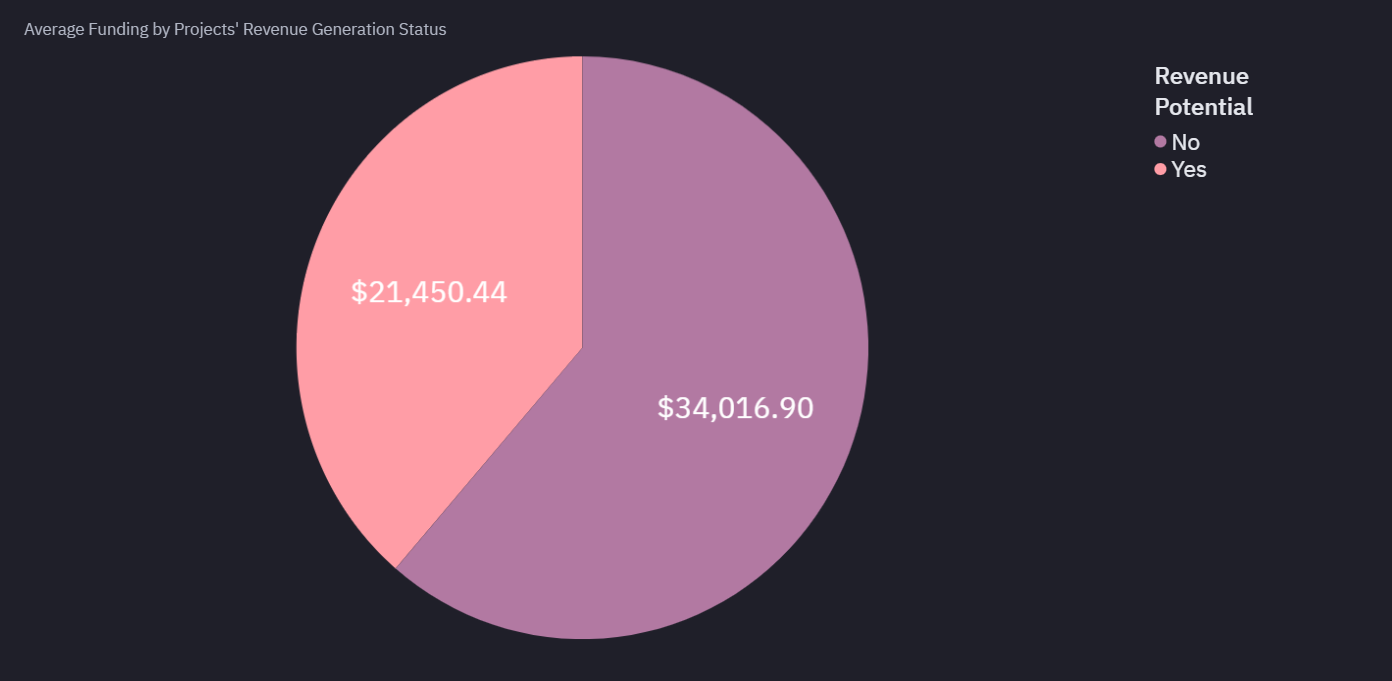 Average Funding by Projects' Revenue Generation Status
Revenue
Potential
No
Yes
$21,450.44
$34,016.90